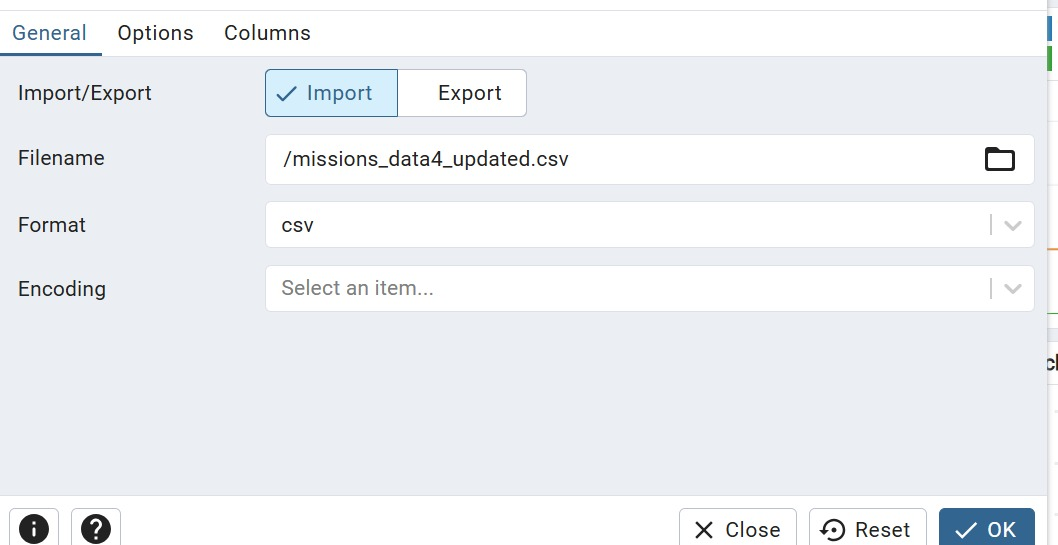 General Options Columns
Import/Export Import Export
Filename /missions_data4_updated.csv
Format csv
Encoding Select an item...
Close Reset OK